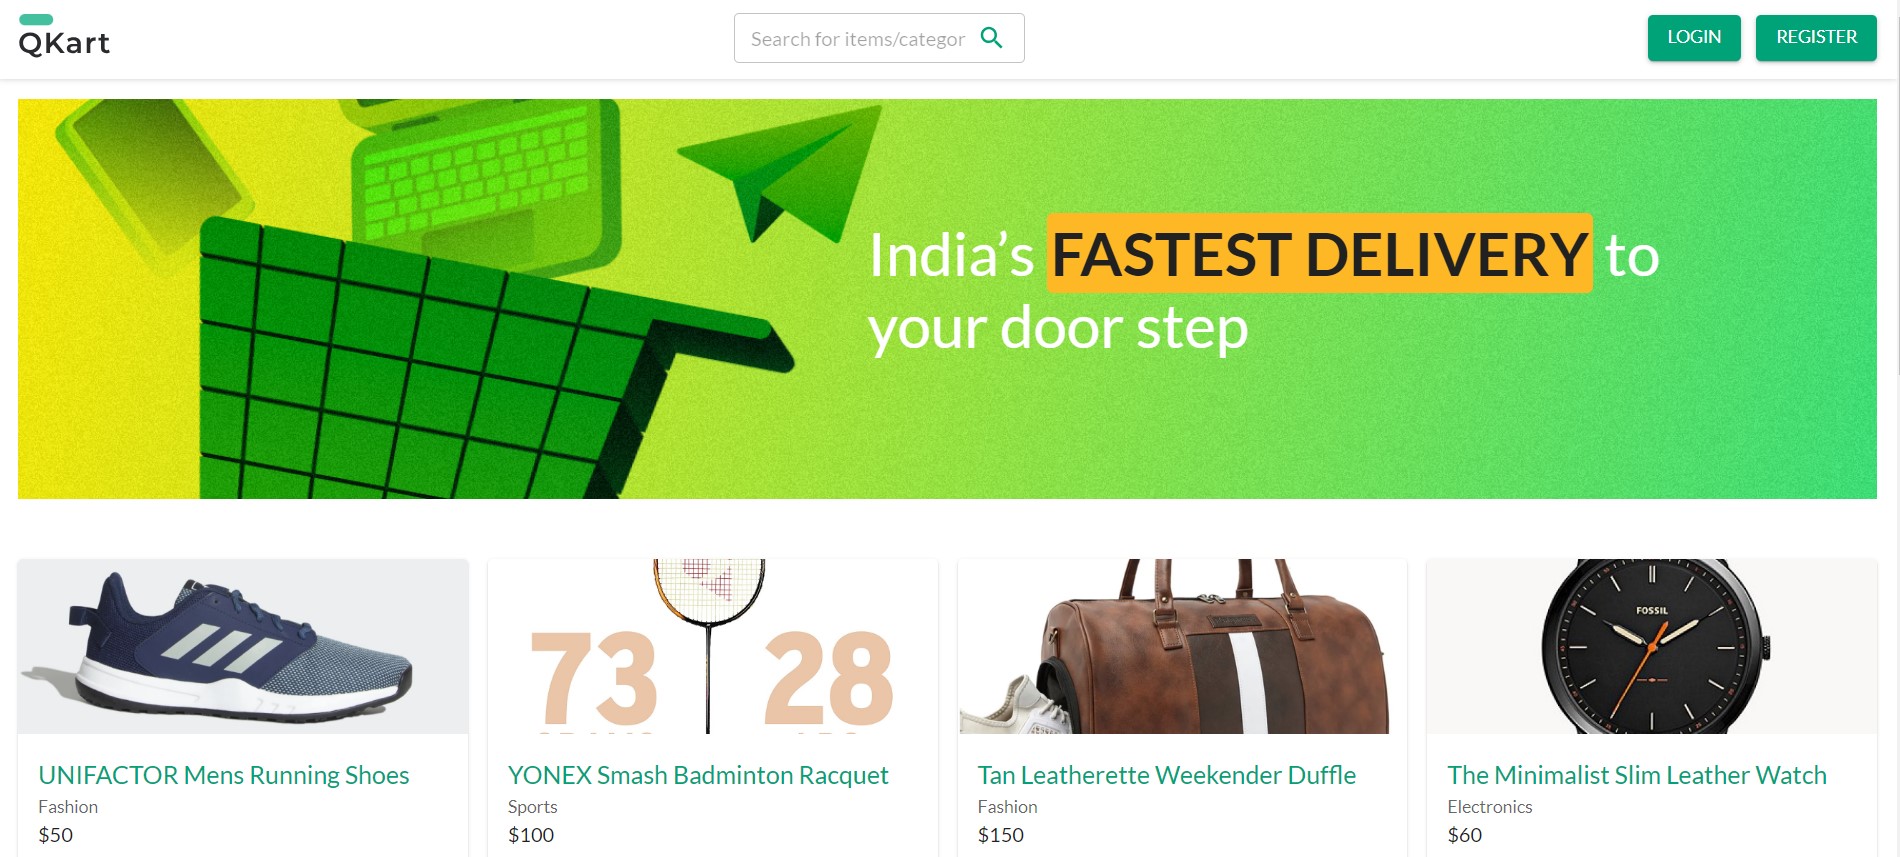 QKart
Search for items/categor
LOGIN
REGISTER
India’s FASTEST DELIVERY to
your door step
73
28
FOSSIL
UNIFACTOR Mens Running Shoes
Fashion
$50
YONEX Smash Badminton Racquet
Sports
$100
Tan Leatherette Weekender Duffle
Fashion
$150
The Minimalist Slim Leather Watch
Electronics
$60